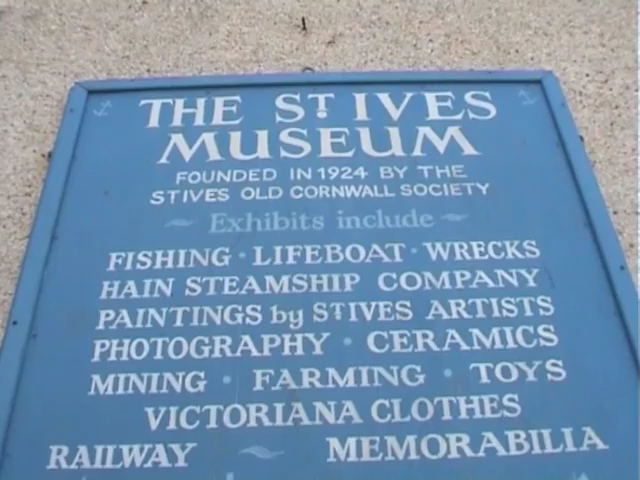 THE ST. IVES
MUSEUM
FOUNDED IN 1924 BY THE
ST IVES OLD CORNWALL SOCIETY
~ Exhibits include ~
FISHING · LIFEBOAT · WRECKS
HAIN STEAMSHIP COMPANY
PAINTINGS by ST IVES ARTISTS
PHOTOGRAPHY · CERAMICS
MINING · FARMING · TOYS
VICTORIANA CLOTHES
RAILWAY ~ MEMORABILIA